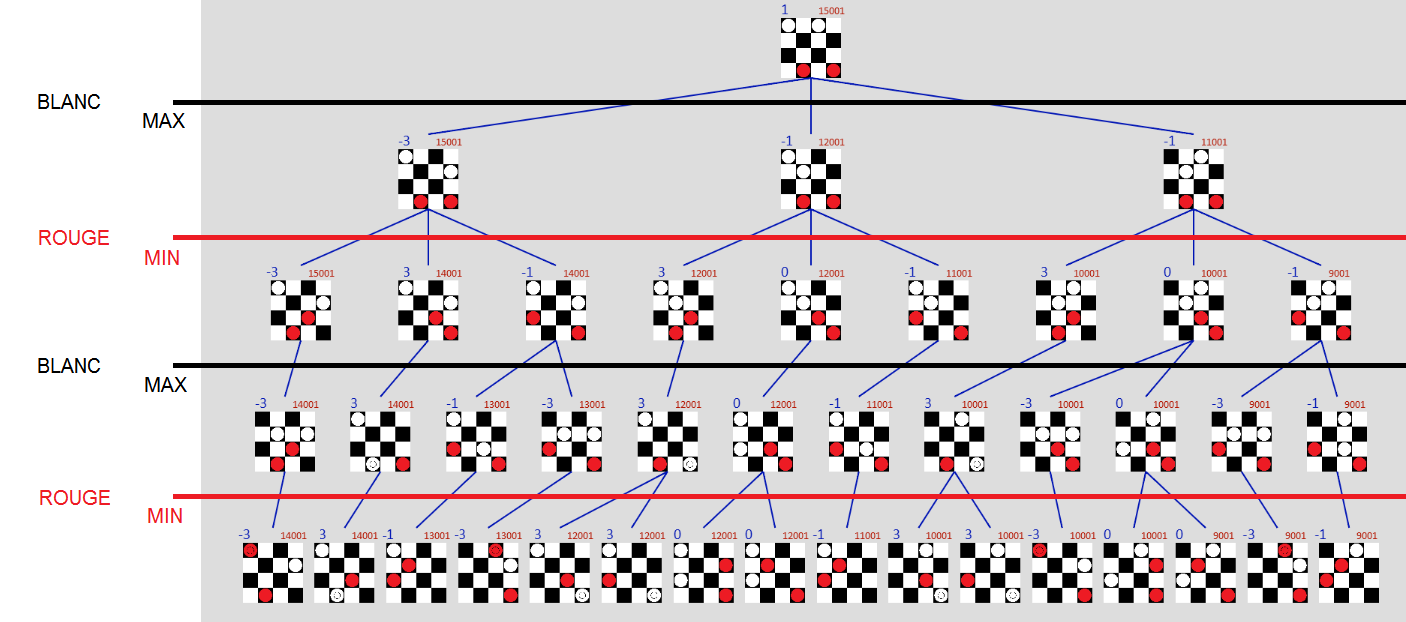 1 15001
BLANC
MAX
-3 15001 -1 12001 -1 11001
ROUGE
MIN
-3 15001 3 14001 -1 14001 3 12001 0 12001 -1 11001 3 10001 0 10001 -1 9001
BLANC
MAX
-3 14001 3 14001 -1 13001 -3 13001 3 12001 0 12001 -1 11001 3 10001 -3 10001 0 10001 -3 9001 -1 9001
ROUGE
MIN
-3 14001 3 14001 -1 13001 -3 13001 3 12001 3 12001 0 12001 0 12001 -1 11001 3 10001 3 10001 -3 10001 0 10001 0 9001 -3 9001 -1 9001